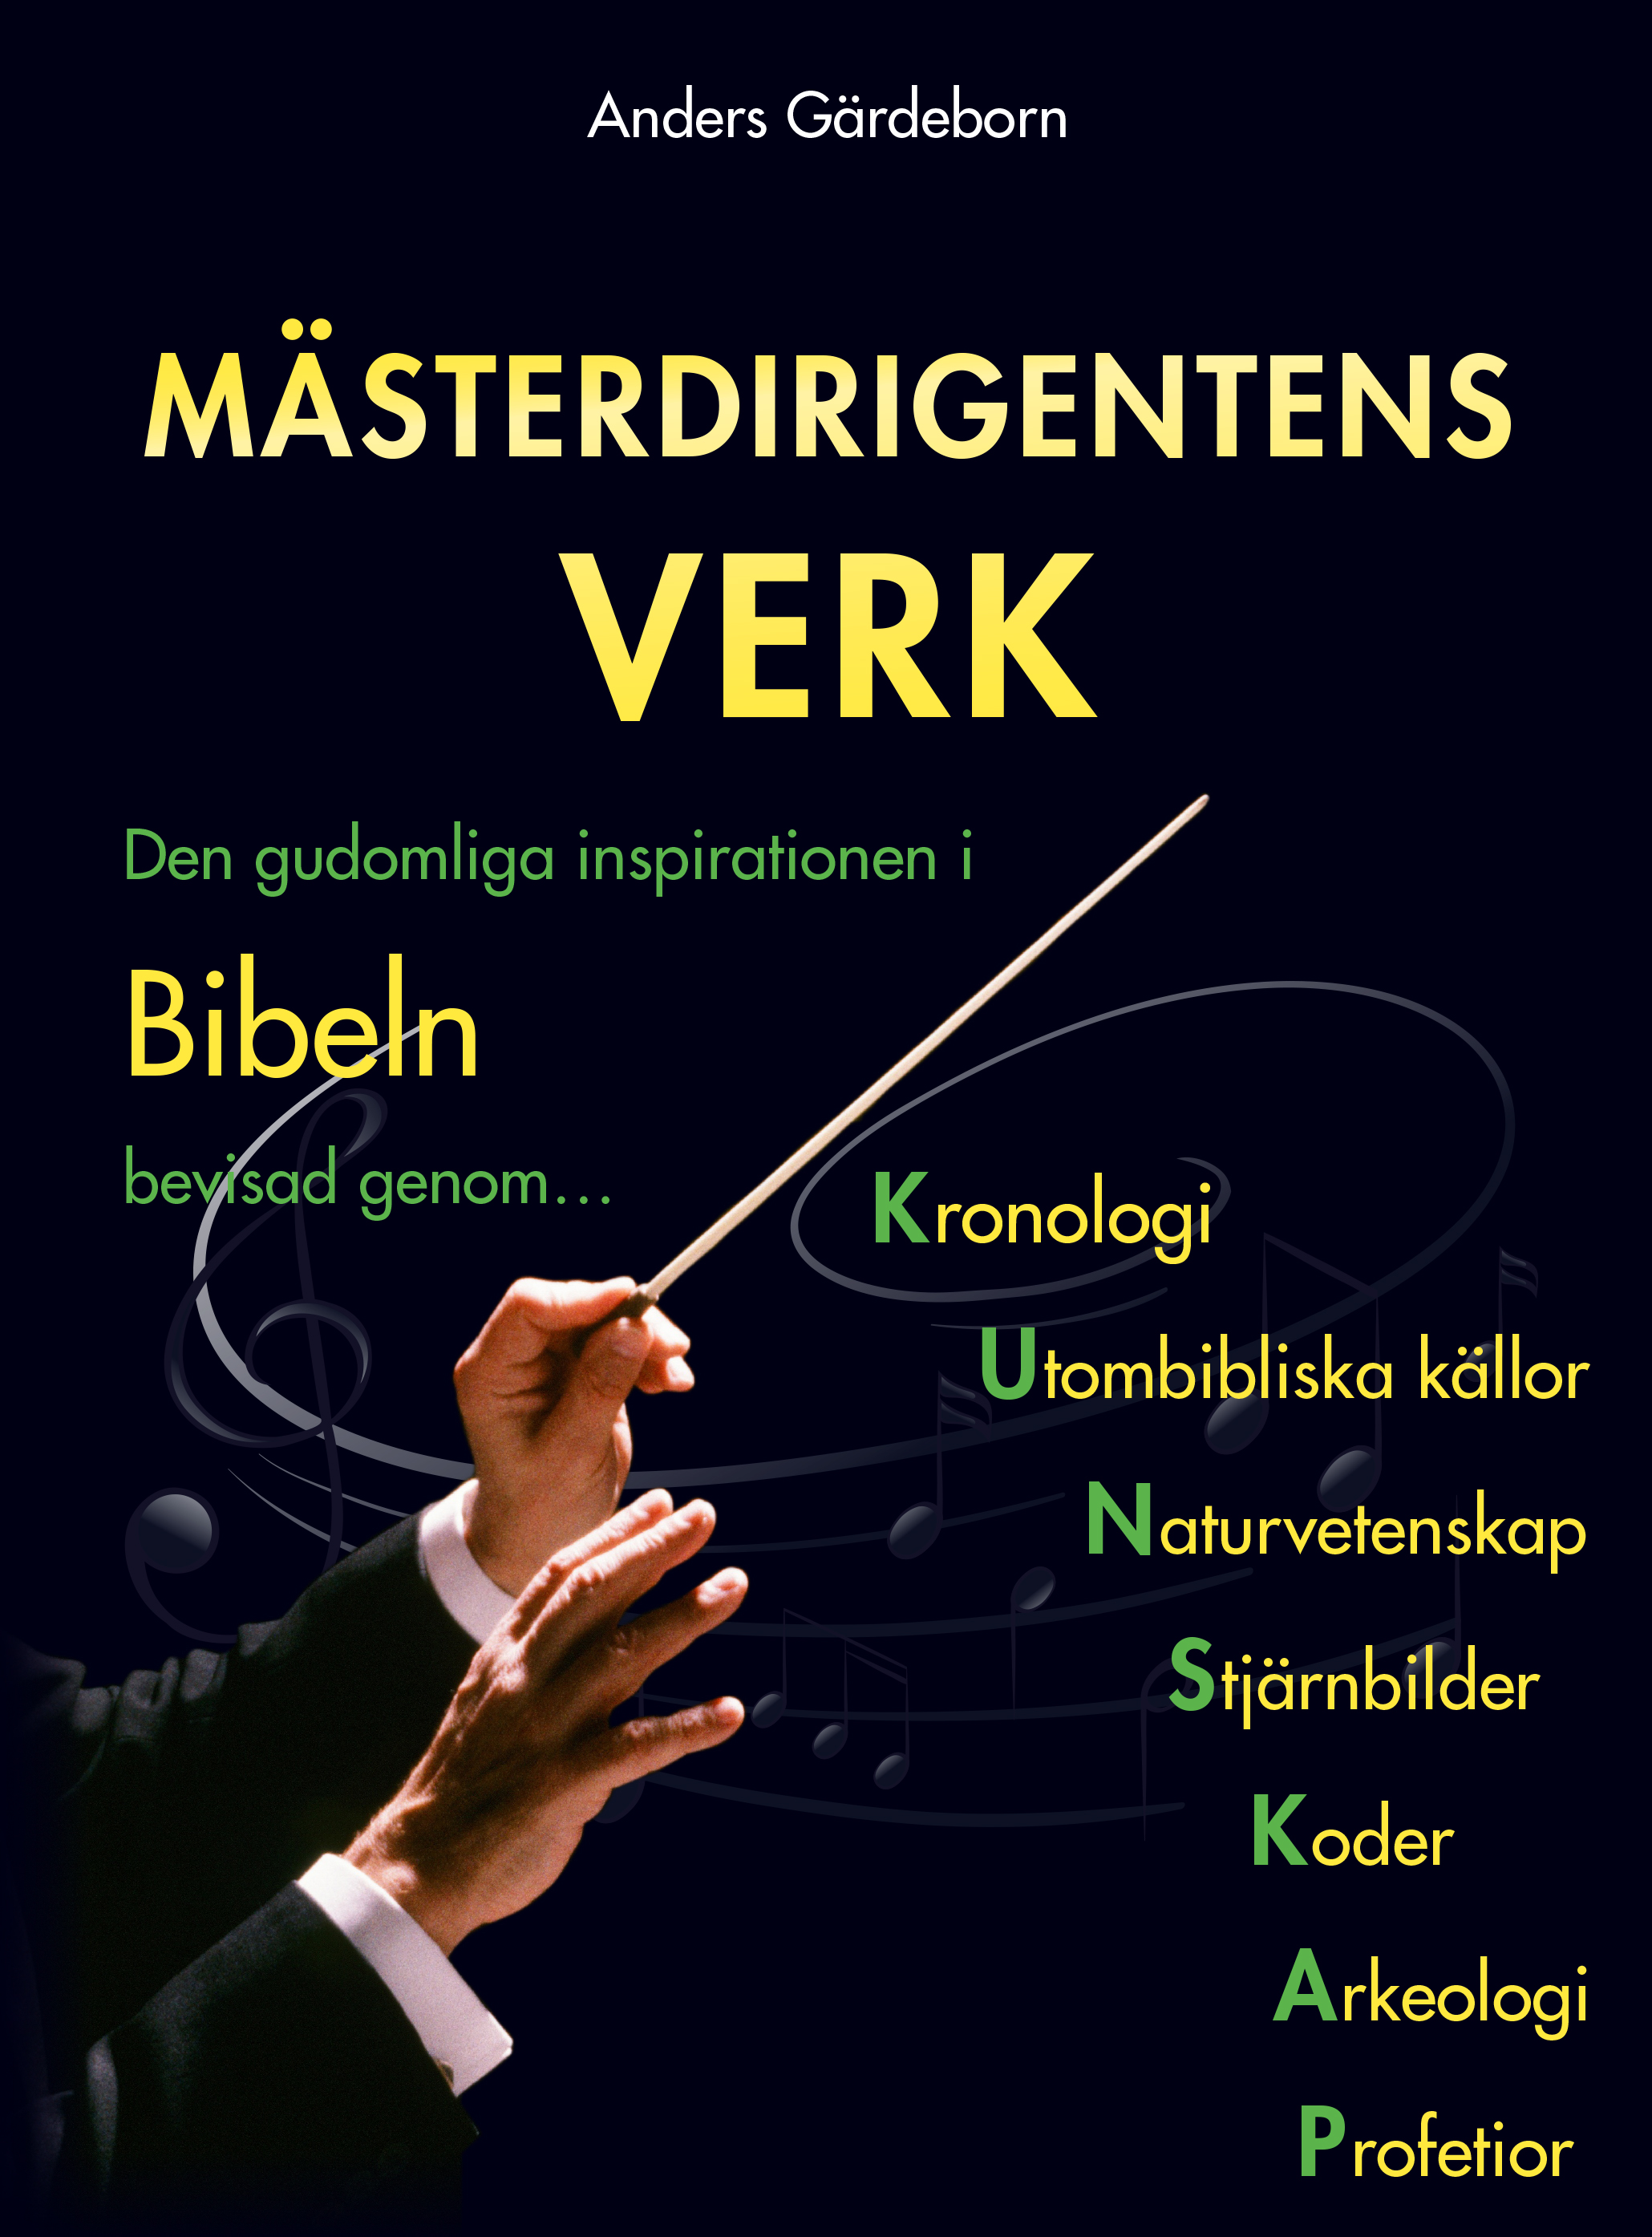 Anders Gärdeborn
MÄSTERDIRIGENTENS
VERK
Den gudomliga inspirationen i
Bibeln
bevisad genom…
Kronologi
Utombibliska källor
Naturvetenskap
Stjärnbilder
Koder
Arkeologi
Profetior